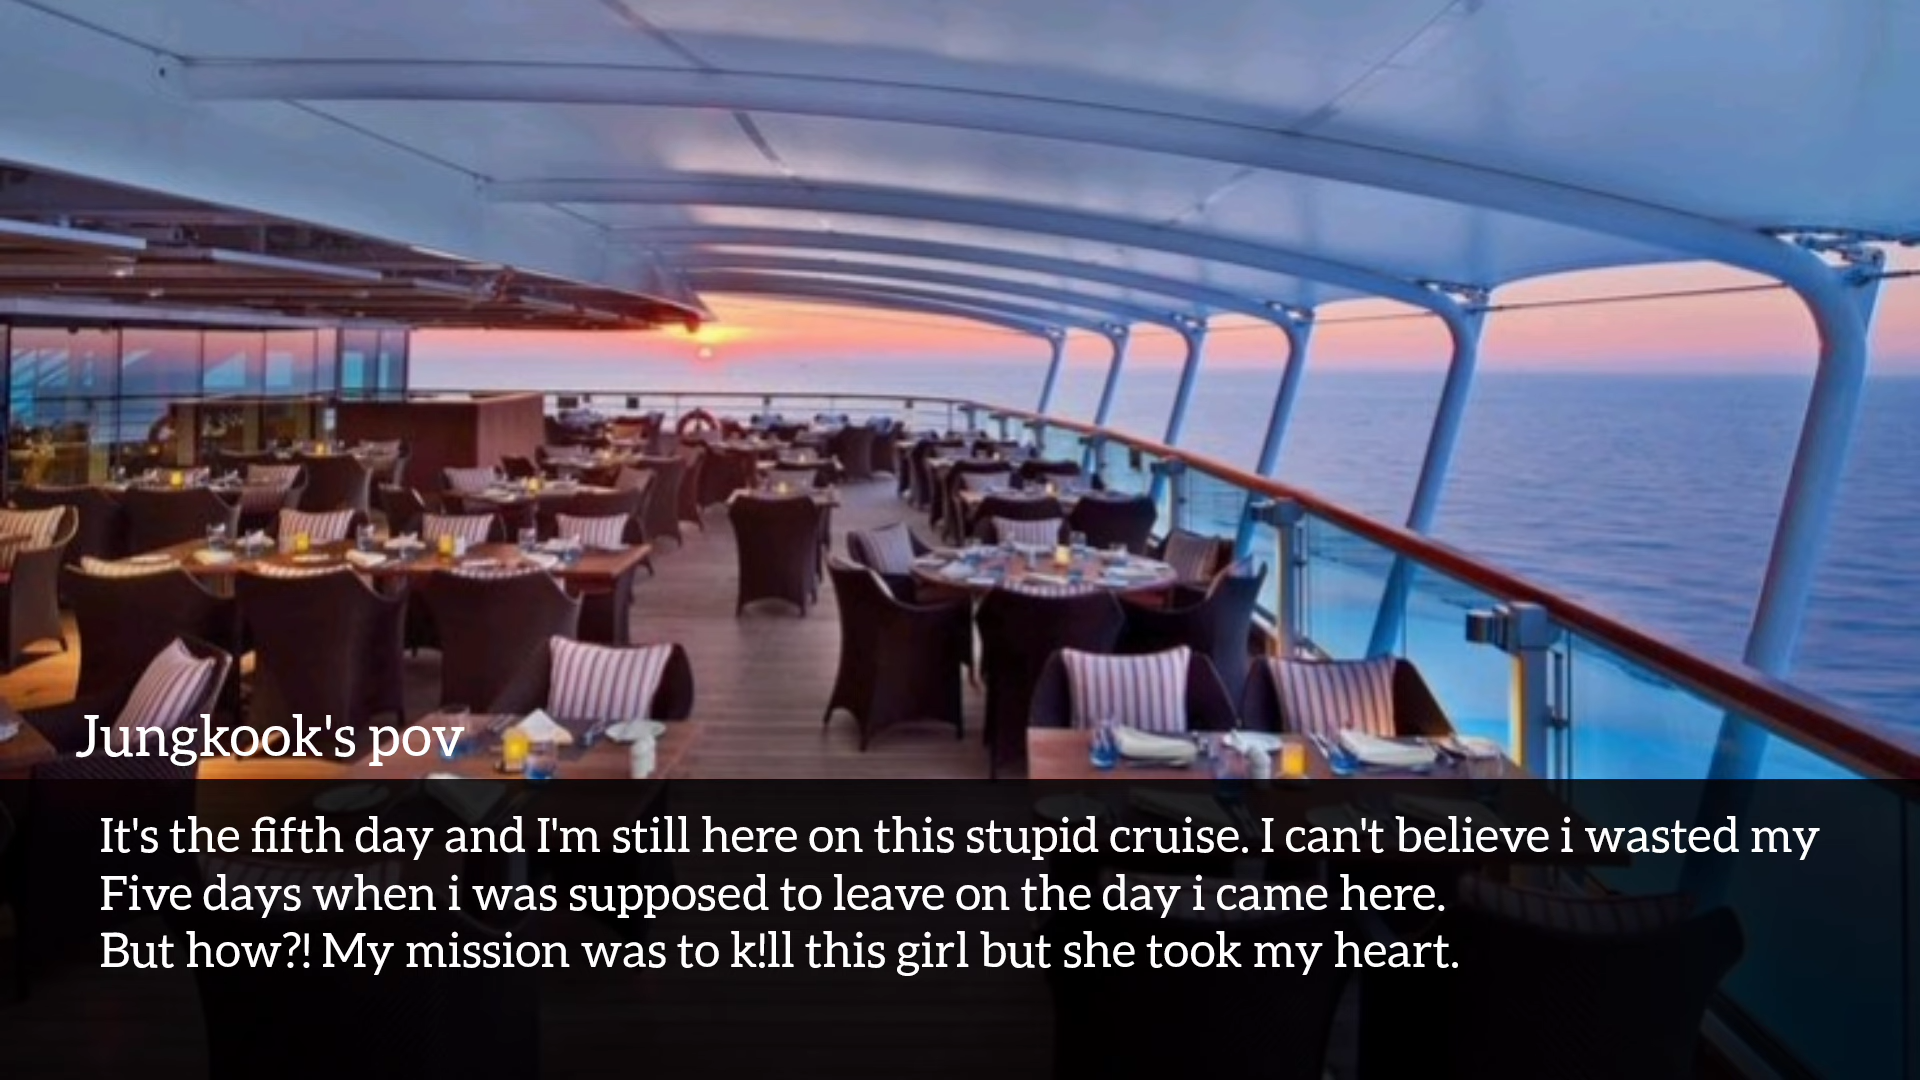 Jungkook's pov
It's the fifth day and I'm still here on this stupid cruise. I can't believe i wasted my
Five days when i was supposed to leave on the day i came here.
But how?! My mission was to k!ll this girl but she took my heart.